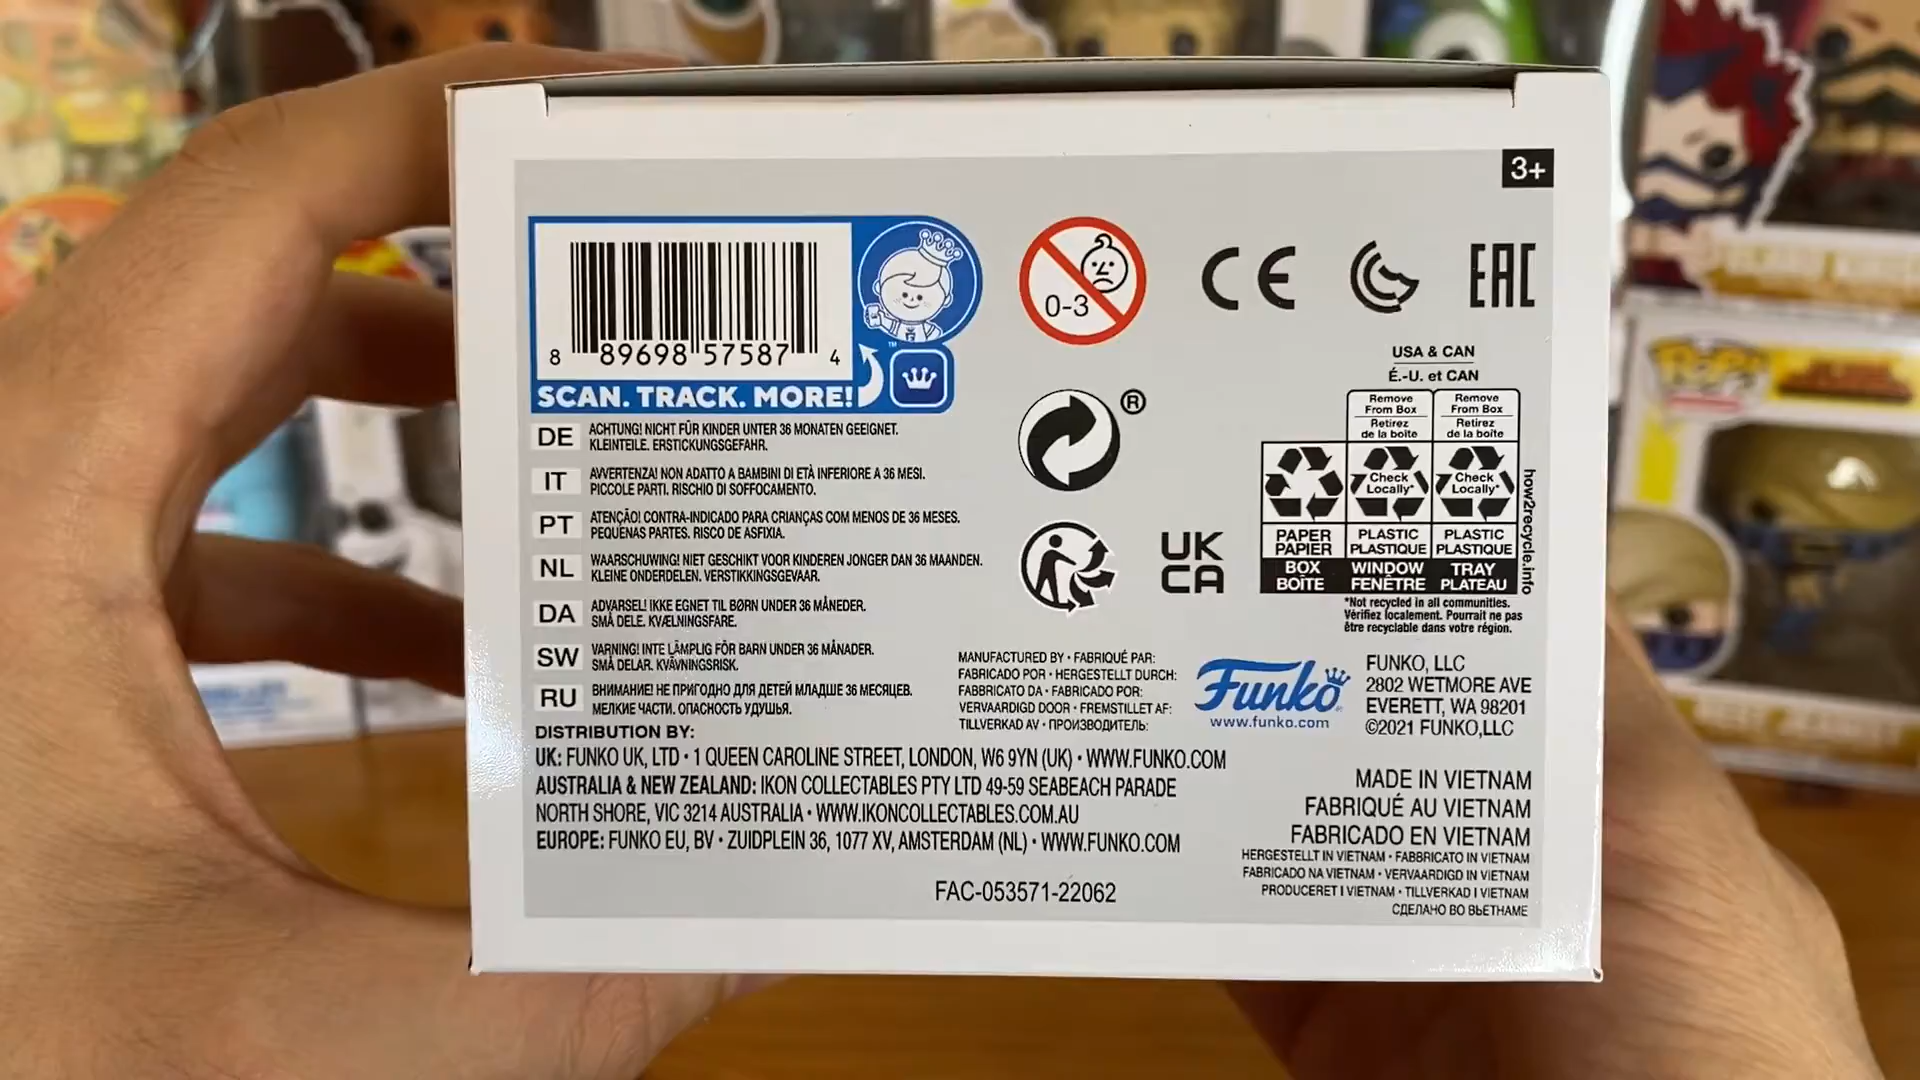 3+
8 89698 57587 4
SCAN. TRACK. MORE!
™
0-3
CE
EAC
®
USA & CAN
É.-U. et CAN
Remove From Box
Retirez de la boîte
Remove From Box
Retirez de la boîte
Check Locally*
Check Locally*
PAPER PAPIER
PLASTIC PLASTIQUE
PLASTIC PLASTIQUE
BOX BOÎTE
WINDOW FENÊTRE
TRAY PLATEAU
how2recycle.info
*Not recycled in all communities.
Vérifiez localement. Pourrait ne pas
être recyclable dans votre région.
UK
CA
DE ACHTUNG! NICHT FÜR KINDER UNTER 36 MONATEN GEEIGNET.
KLEINTEILE. ERSTICKUNGSGEFAHR.
IT AVVERTENZA! NON ADATTO A BAMBINI DI ETÀ INFERIORE A 36 MESI.
PICCOLE PARTI. RISCHIO DI SOFFOCAMENTO.
PT ATENÇÃO! CONTRA-INDICADO PARA CRIANÇAS COM MENOS DE 36 MESES.
PEQUENAS PARTES. RISCO DE ASFIXIA.
NL WAARSCHUWING! NIET GESCHIKT VOOR KINDEREN JONGER DAN 36 MAANDEN.
KLEINE ONDERDELEN. VERSTIKKINGSGEVAAR.
DA ADVARSEL! IKKE EGNET TIL BØRN UNDER 36 MÅNEDER.
SMÅ DELE. KVÆLNINGSFARE.
SW VARNING! INTE LÄMPLIG FÖR BARN UNDER 36 MÅNADER.
SMÅ DELAR. KVÄVNINGSRISK.
RU ВНИМАНИЕ! НЕ ПРИГОДНО ДЛЯ ДЕТЕЙ МЛАДШЕ 36 МЕСЯЦЕВ.
МЕЛКИЕ ЧАСТИ. ОПАСНОСТЬ УДУШЬЯ.
MANUFACTURED BY • FABRIQUÉ PAR:
FABRICADO POR • HERGESTELLT DURCH:
FABBRICATO DA • FABRICADO POR:
VERVAARDIGD DOOR • FREMSTILLET AF:
TILLVERKAD AV • ПРОИЗВОДИТЕЛЬ:
Funko
www.funko.com
FUNKO, LLC
2802 WETMORE AVE
EVERETT, WA 98201
©2021 FUNKO,LLC
DISTRIBUTION BY:
UK: FUNKO UK, LTD • 1 QUEEN CAROLINE STREET, LONDON, W6 9YN (UK) • WWW.FUNKO.COM
AUSTRALIA & NEW ZEALAND: IKON COLLECTABLES PTY LTD 49-59 SEABEACH PARADE
NORTH SHORE, VIC 3214 AUSTRALIA • WWW.IKONCOLLECTABLES.COM.AU
EUROPE: FUNKO EU, BV • ZUIDPLEIN 36, 1077 XV, AMSTERDAM (NL) • WWW.FUNKO.COM
FAC-053571-22062
MADE IN VIETNAM
FABRIQUÉ AU VIETNAM
FABRICADO EN VIETNAM
HERGESTELLT IN VIETNAM • FABBRICATO IN VIETNAM
FABRICADO NA VIETNAM • VERVAARDIGD IN VIETNAM
PRODUCERET I VIETNAM • TILLVERKAD I VIETNAM
СДЕЛАНО ВО ВЬЕТНАМЕ
POP!